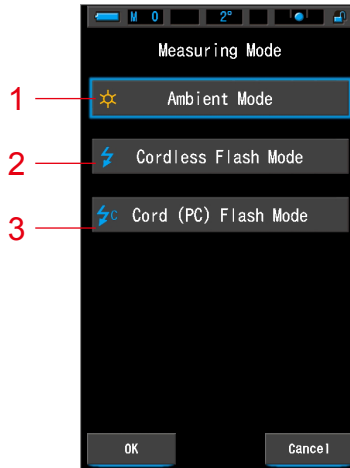 M 0 2°
Measuring Mode
1 Ambient Mode
2 Cordless Flash Mode
C Cord (PC) Flash Mode
3
OK Cancel